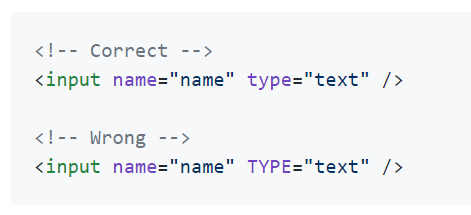 <!-- Correct -->
<input name="name" type="text" />
<!-- Wrong -->
<input name="name" TYPE="text" />